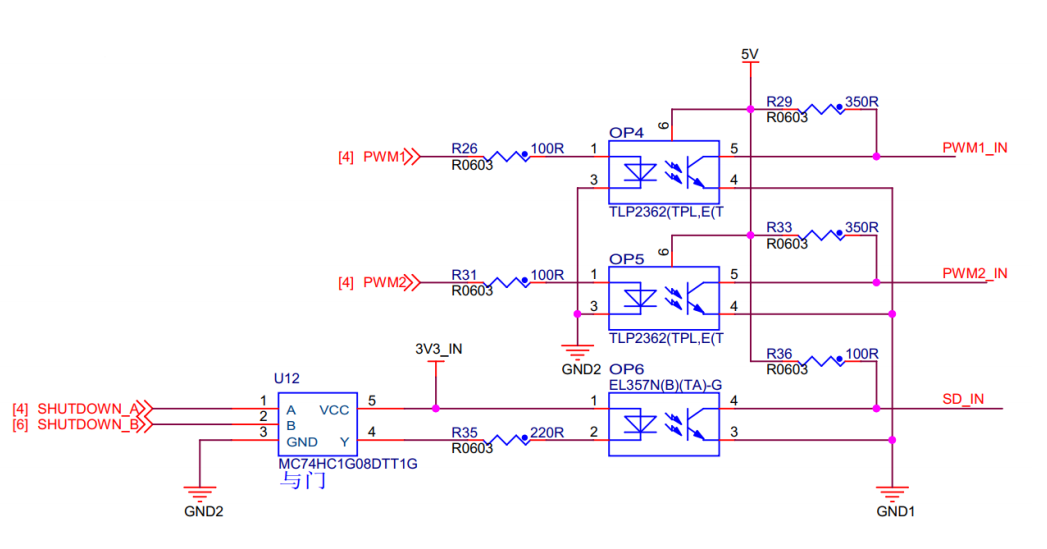 5V
R29 350R
R0603
OP4
6
[4] PWM1
R26 100R
R0603
1
5
PWM1_IN
3
4
TLP2362(TPL,E(T
R33 350R
R0603
OP5
6
[4] PWM2
R31 100R
R0603
1
5
PWM2_IN
3
4
TLP2362(TPL,E(T
3V3_IN
GND2
R36 100R
R0603
OP6
EL357N(B)(TA)-G
U12
[4] SHUTDOWN_A
1 A VCC 5
1
4
SD_IN
[6] SHUTDOWN_B
2 B
3 GND Y 4
R35 220R
R0603
2
3
MC74HC1G08DTT1G
与门
GND2
GND1